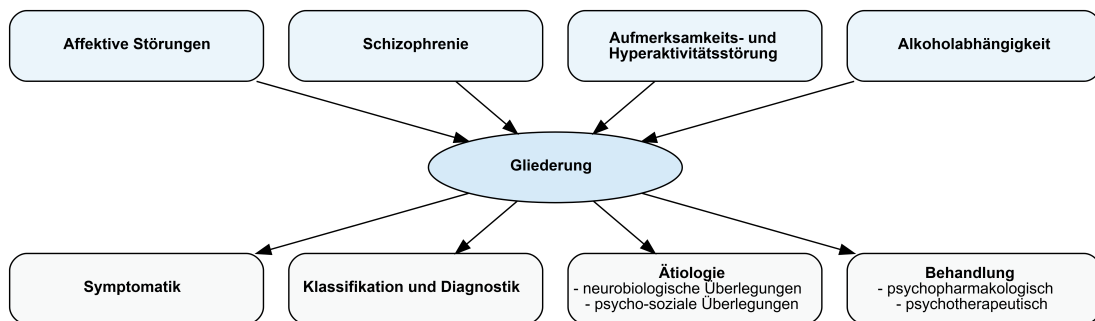 Affektive Störungen
Schizophrenie
Aufmerksamkeits- und
Hyperaktivitätsstörung
Alkoholabhängigkeit
Gliederung
Symptomatik
Klassifikation und Diagnostik
Ätiologie
- neurobiologische Überlegungen
- psycho-soziale Überlegungen
Behandlung
- psychopharmakologisch
- psychotherapeutisch